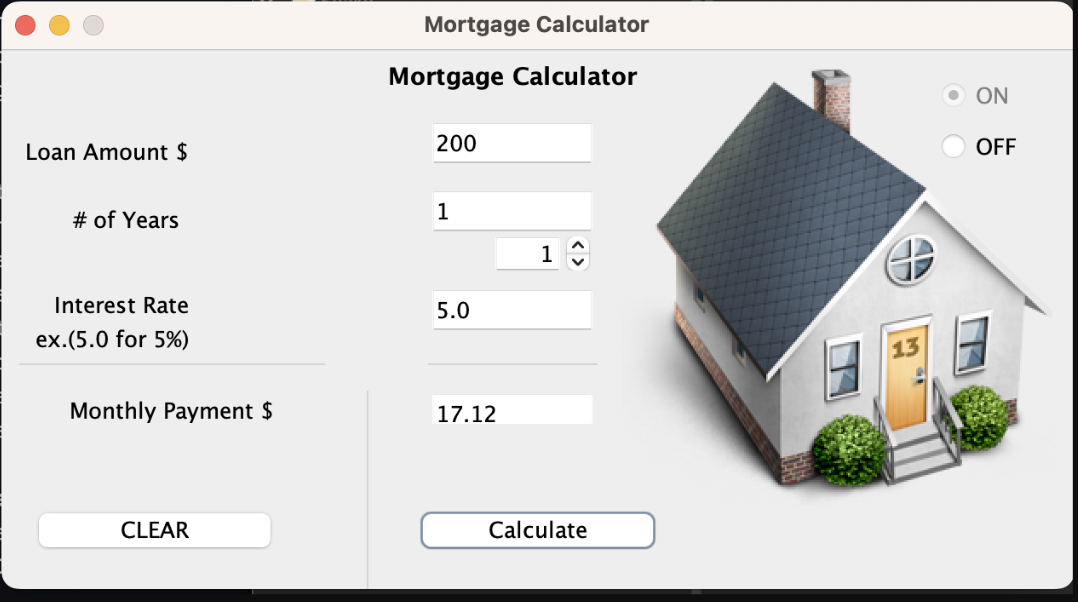 Mortgage Calculator
Mortgage Calculator
ON
Loan Amount $
200
OFF
# of Years
1
1
Interest Rate
5.0
ex.(5.0 for 5%)
13
Monthly Payment $
17.12
CLEAR
Calculate